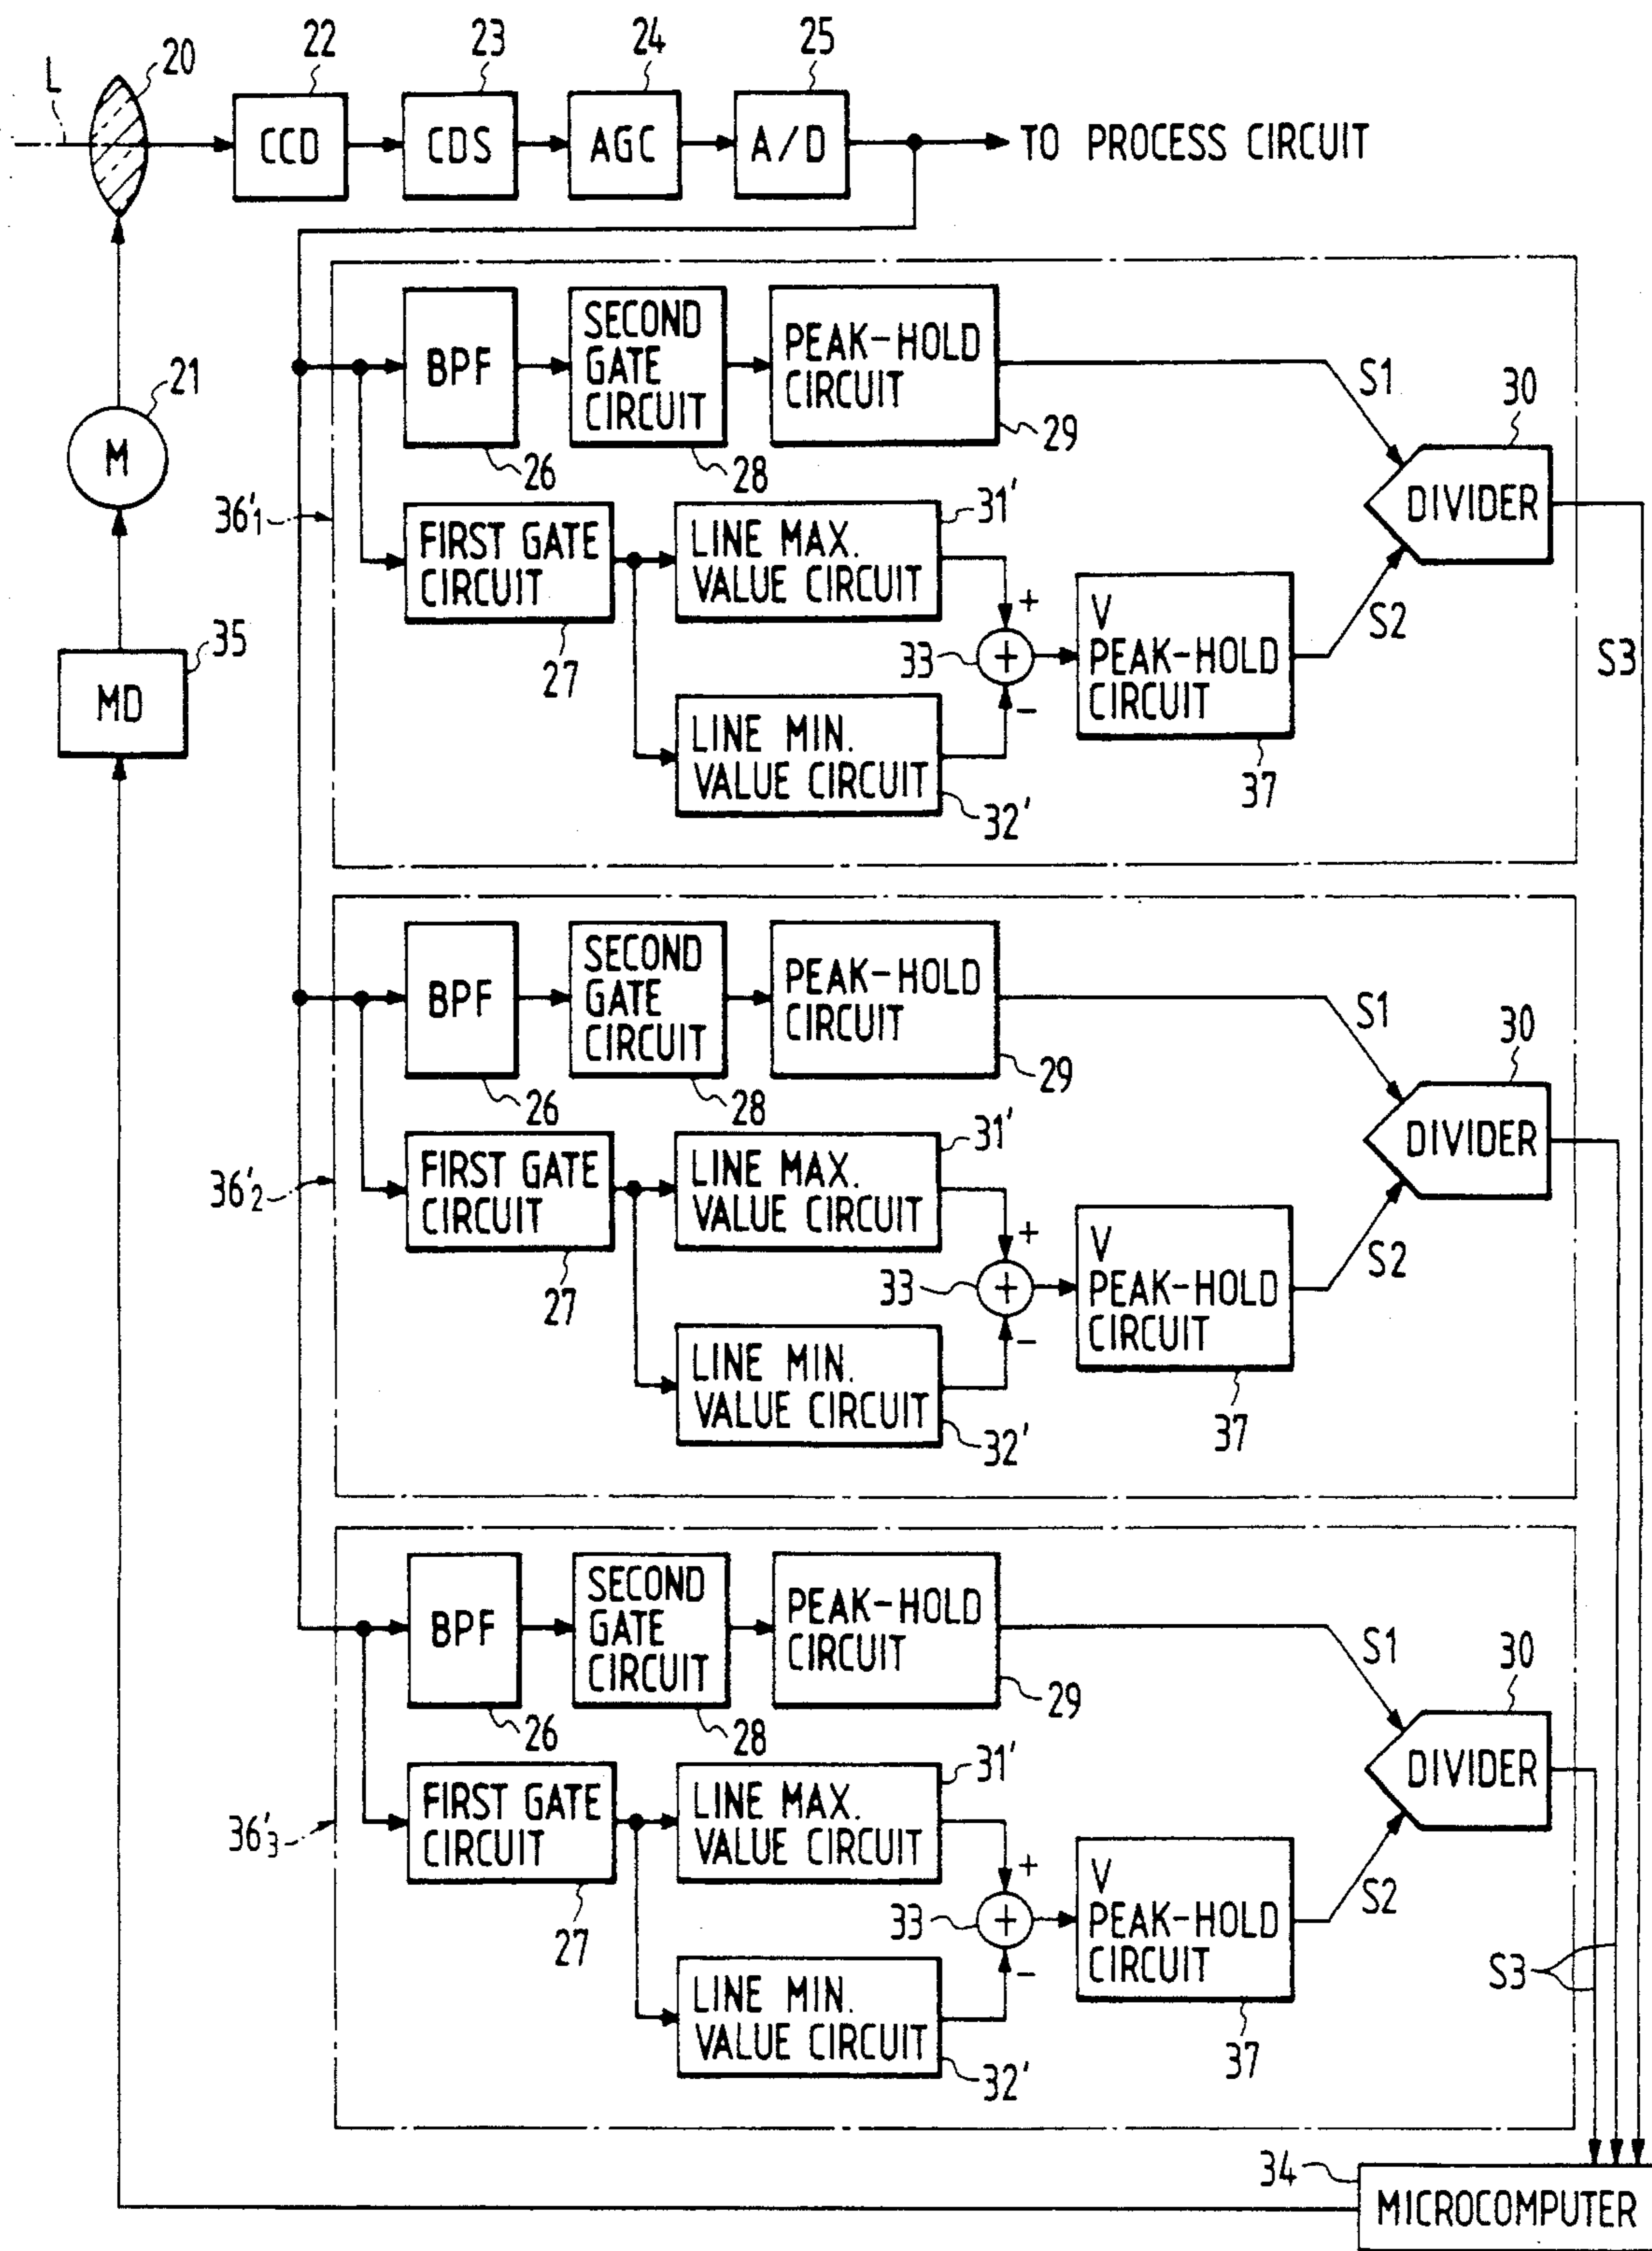 L
20
22
23
24
25
CCD
CDS
AGC
A/D
TO PROCESS CIRCUIT
21
M
35
MD
36'1
BPF
26
SECOND
GATE
CIRCUIT
28
PEAK-HOLD
CIRCUIT
29
S1
30
DIVIDER
FIRST GATE
CIRCUIT
27
LINE MAX.
VALUE CIRCUIT
31'
+
33
+
-
V
PEAK-HOLD
CIRCUIT
37
S2
S3
LINE MIN.
VALUE CIRCUIT
32'
36'2
BPF
26
SECOND
GATE
CIRCUIT
28
PEAK-HOLD
CIRCUIT
29
S1
30
DIVIDER
FIRST GATE
CIRCUIT
27
LINE MAX.
VALUE CIRCUIT
31'
+
33
+
-
V
PEAK-HOLD
CIRCUIT
37
S2
LINE MIN.
VALUE CIRCUIT
32'
36'3
BPF
26
SECOND
GATE
CIRCUIT
28
PEAK-HOLD
CIRCUIT
29
S1
30
DIVIDER
FIRST GATE
CIRCUIT
27
LINE MAX.
VALUE CIRCUIT
31'
+
33
+
-
V
PEAK-HOLD
CIRCUIT
37
S2
S3
LINE MIN.
VALUE CIRCUIT
32'
34
MICROCOMPUTER